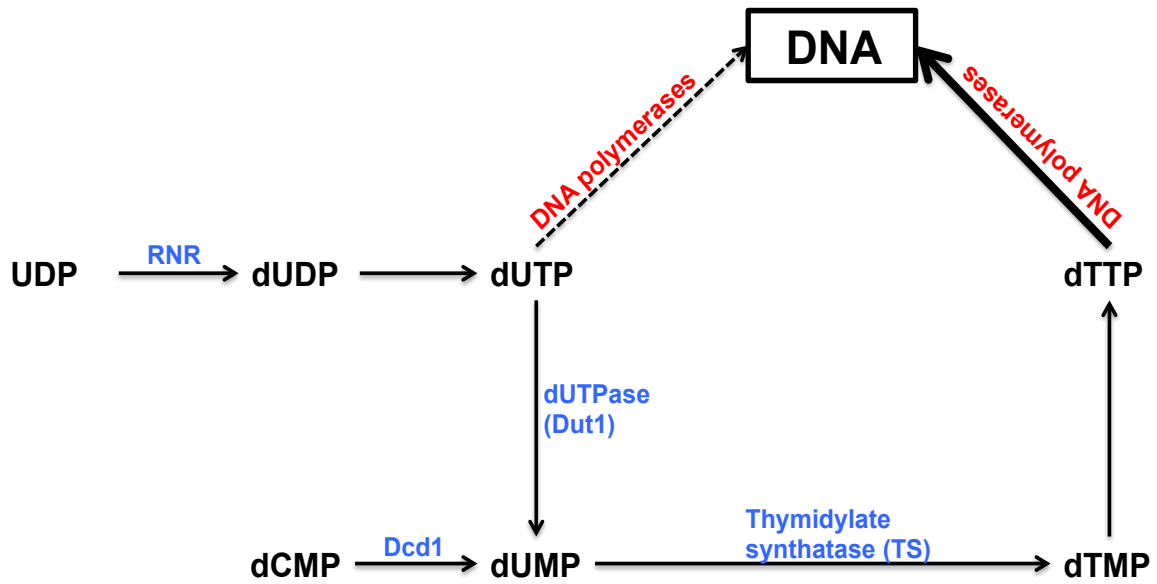 DNA
DNA polymerases
DNA polymerases
UDP
RNR
dUDP
dUTP
dTTP
dUTPase
(Dut1)
dCMP
Dcd1
dUMP
Thymidylate
synthatase (TS)
dTMP